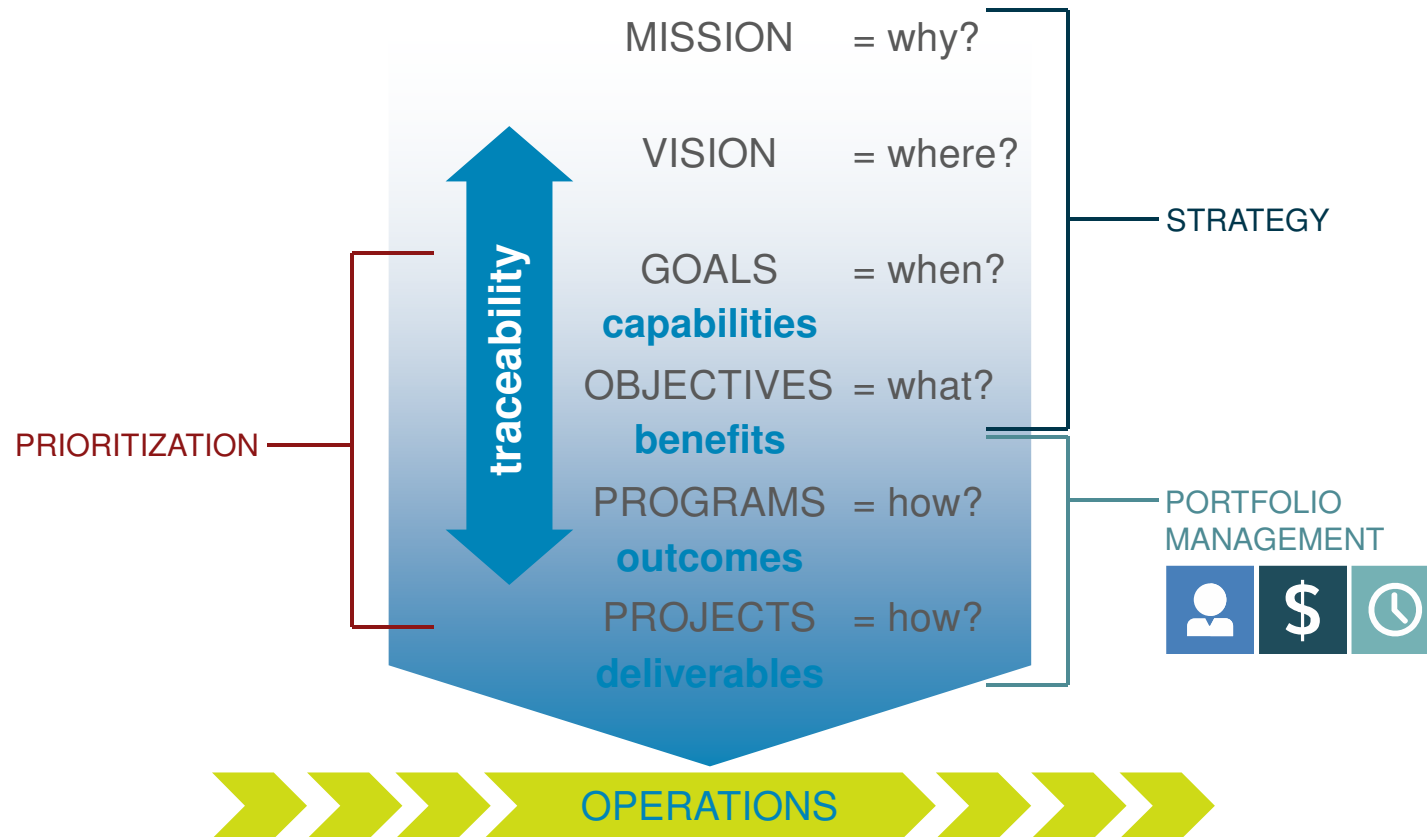 MISSION = why?
VISION = where?
STRATEGY
GOALS = when?
capabilities
traceability
OBJECTIVES = what?
PRIORITIZATION
benefits
PROGRAMS = how?
PORTFOLIO
MANAGEMENT
outcomes
PROJECTS = how?
$
deliverables
OPERATIONS